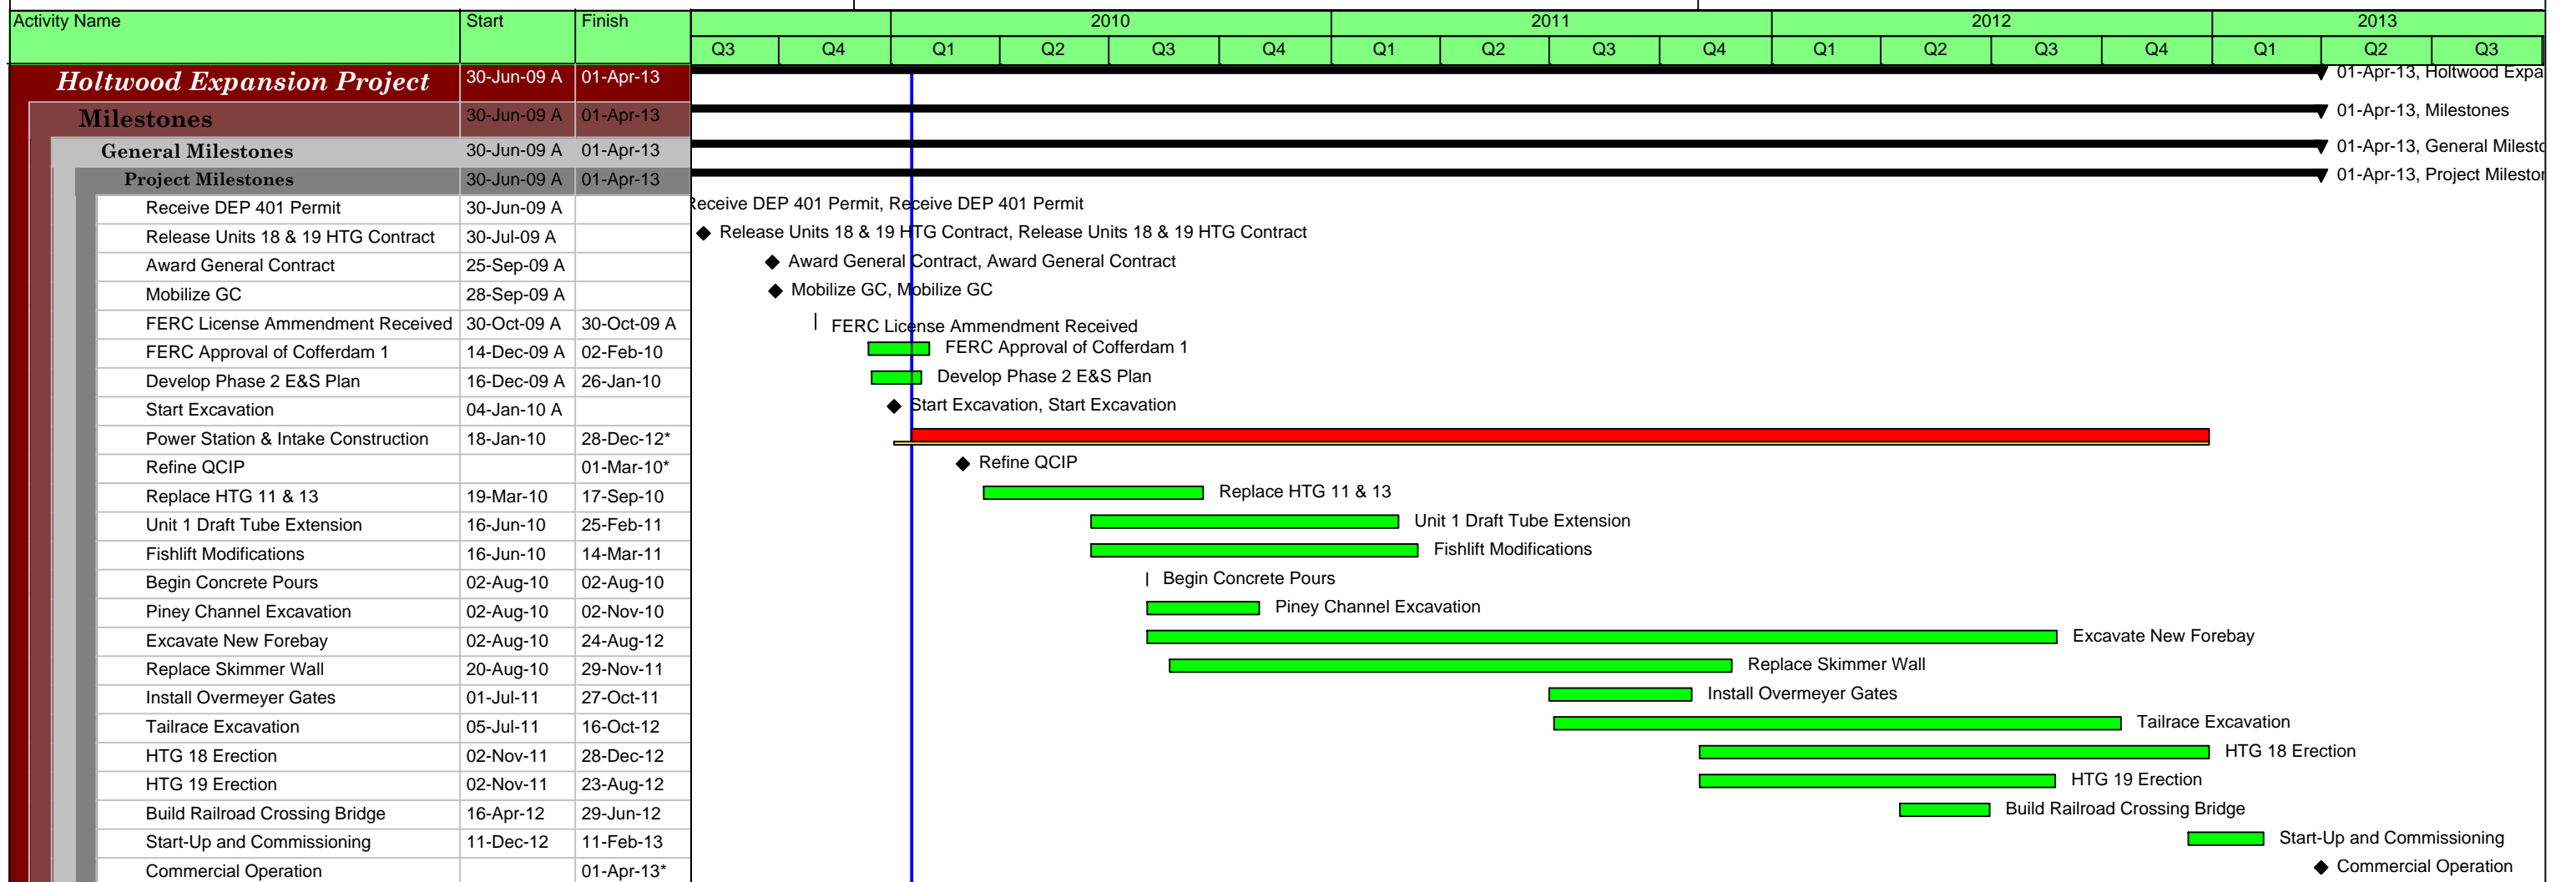 Activity Name Start Finish 2010 2011 2012 2013
Q3 Q4 Q1 Q2 Q3 Q4 Q1 Q2 Q3 Q4 Q1 Q2 Q3 Q4 Q1 Q2 Q3
Holtwood Expansion Project 30-Jun-09 A 01-Apr-13 01-Apr-13, Holtwood Expa
Milestones 30-Jun-09 A 01-Apr-13 01-Apr-13, Milestones
General Milestones 30-Jun-09 A 01-Apr-13 01-Apr-13, General Milesto
Project Milestones 30-Jun-09 A 01-Apr-13 01-Apr-13, Project Mileston
Receive DEP 401 Permit 30-Jun-09 A Receive DEP 401 Permit, Receive DEP 401 Permit
Release Units 18 & 19 HTG Contract 30-Jul-09 A Release Units 18 & 19 HTG Contract, Release Units 18 & 19 HTG Contract
Award General Contract 25-Sep-09 A Award General Contract, Award General Contract
Mobilize GC 28-Sep-09 A Mobilize GC, Mobilize GC
FERC License Ammendment Received 30-Oct-09 A 30-Oct-09 A FERC License Ammendment Received
FERC Approval of Cofferdam 1 14-Dec-09 A 02-Feb-10 FERC Approval of Cofferdam 1
Develop Phase 2 E&S Plan 16-Dec-09 A 26-Jan-10 Develop Phase 2 E&S Plan
Start Excavation 04-Jan-10 A Start Excavation, Start Excavation
Power Station & Intake Construction 18-Jan-10 28-Dec-12*
Refine QCIP 01-Mar-10* Refine QCIP
Replace HTG 11 & 13 19-Mar-10 17-Sep-10 Replace HTG 11 & 13
Unit 1 Draft Tube Extension 16-Jun-10 25-Feb-11 Unit 1 Draft Tube Extension
Fishlift Modifications 16-Jun-10 14-Mar-11 Fishlift Modifications
Begin Concrete Pours 02-Aug-10 02-Aug-10 Begin Concrete Pours
Piney Channel Excavation 02-Aug-10 02-Nov-10 Piney Channel Excavation
Excavate New Forebay 02-Aug-10 24-Aug-12 Excavate New Forebay
Replace Skimmer Wall 20-Aug-10 29-Nov-11 Replace Skimmer Wall
Install Overmeyer Gates 01-Jul-11 27-Oct-11 Install Overmeyer Gates
Tailrace Excavation 05-Jul-11 16-Oct-12 Tailrace Excavation
HTG 18 Erection 02-Nov-11 28-Dec-12 HTG 18 Erection
HTG 19 Erection 02-Nov-11 23-Aug-12 HTG 19 Erection
Build Railroad Crossing Bridge 16-Apr-12 29-Jun-12 Build Railroad Crossing Bridge
Start-Up and Commissioning 11-Dec-12 11-Feb-13 Start-Up and Commissioning
Commercial Operation 01-Apr-13* Commercial Operation